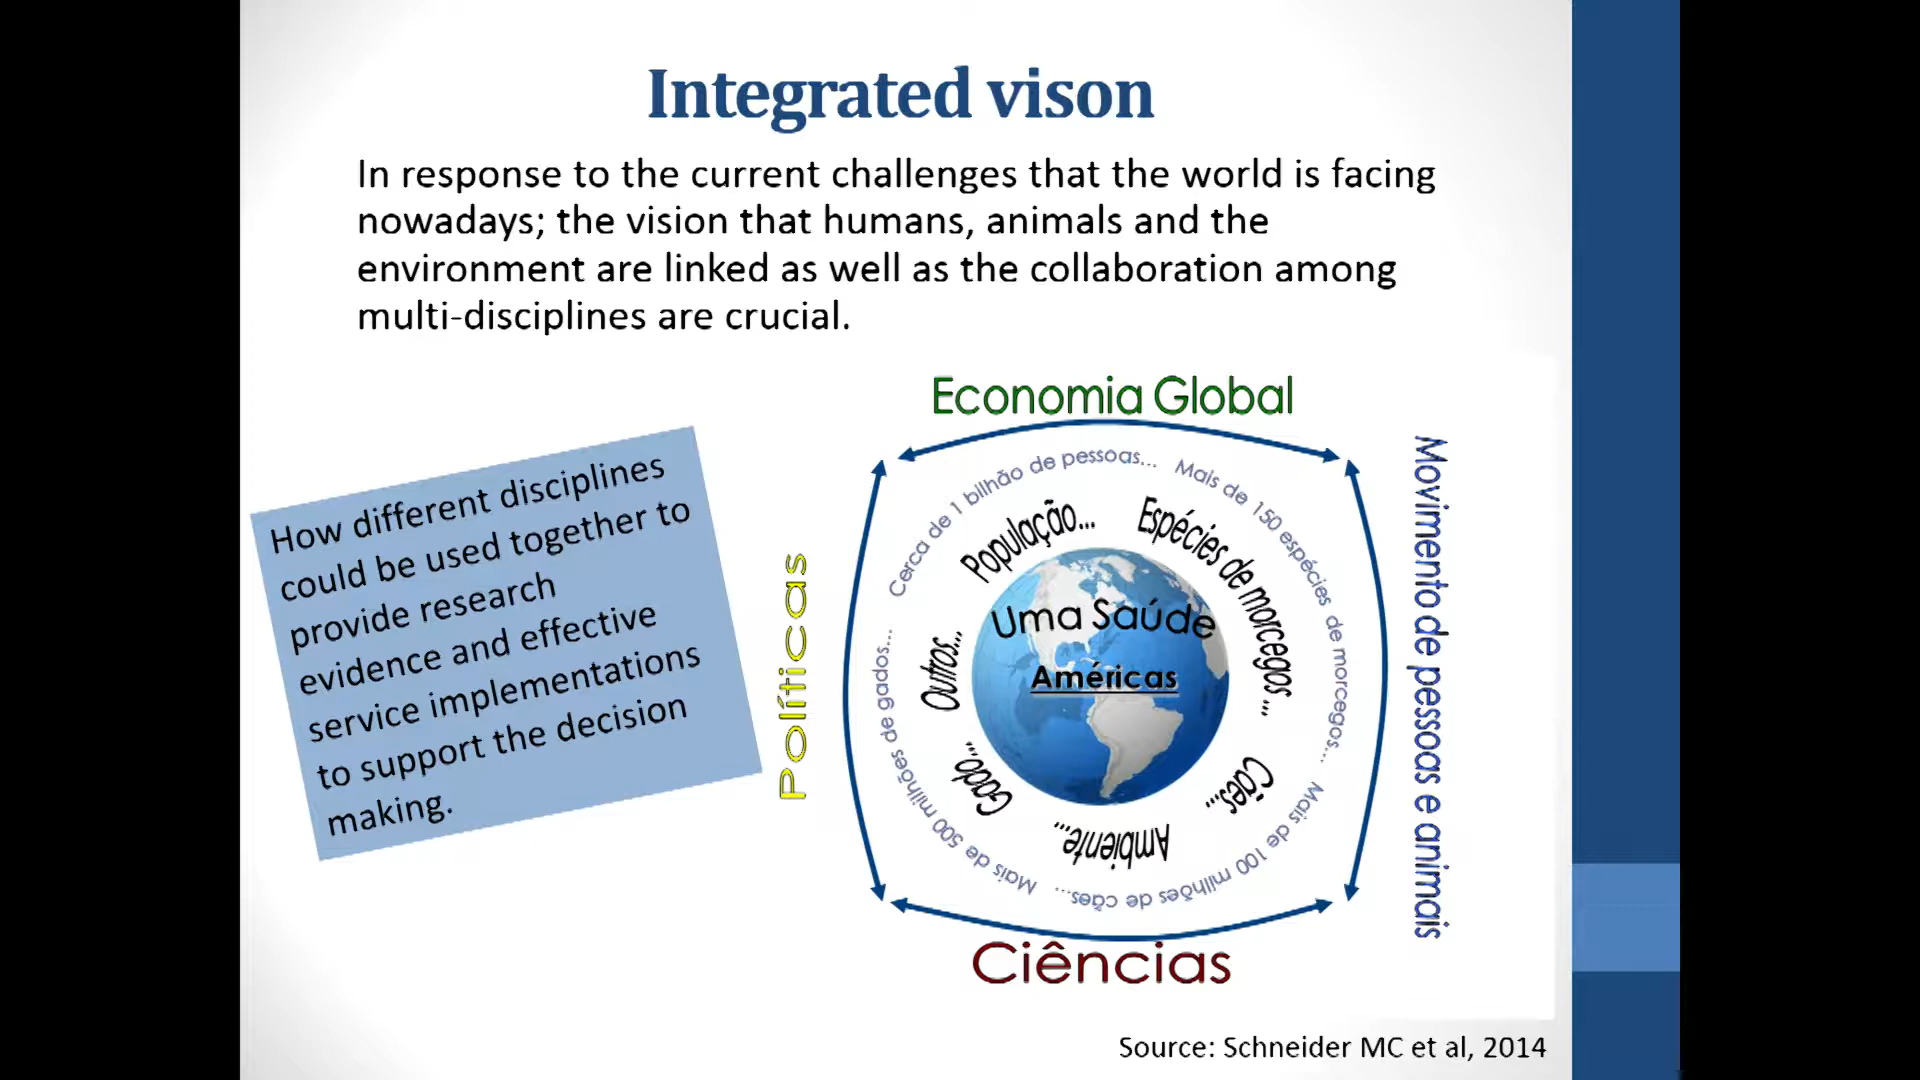 Integrated vison
In response to the current challenges that the world is facing
nowadays; the vision that humans, animals and the
environment are linked as well as the collaboration among
multi-disciplines are crucial.
How different disciplines
could be used together to
provide research
evidence and effective
service implementations
to support the decision
making.
Economia Global
Políticas
Movimento de pessoas e animais
Ciências
Cerca de 1 bilhão de pessoas...
Mais de 150 espécies de morcegos...
Mais de 100 milhões de cães...
Mais de 500 milhões de gados...
População...
Espécies de morcegos...
Cães...
Ambiente...
Gado...
Outros...
Uma Saúde
Américas
Source: Schneider MC et al, 2014